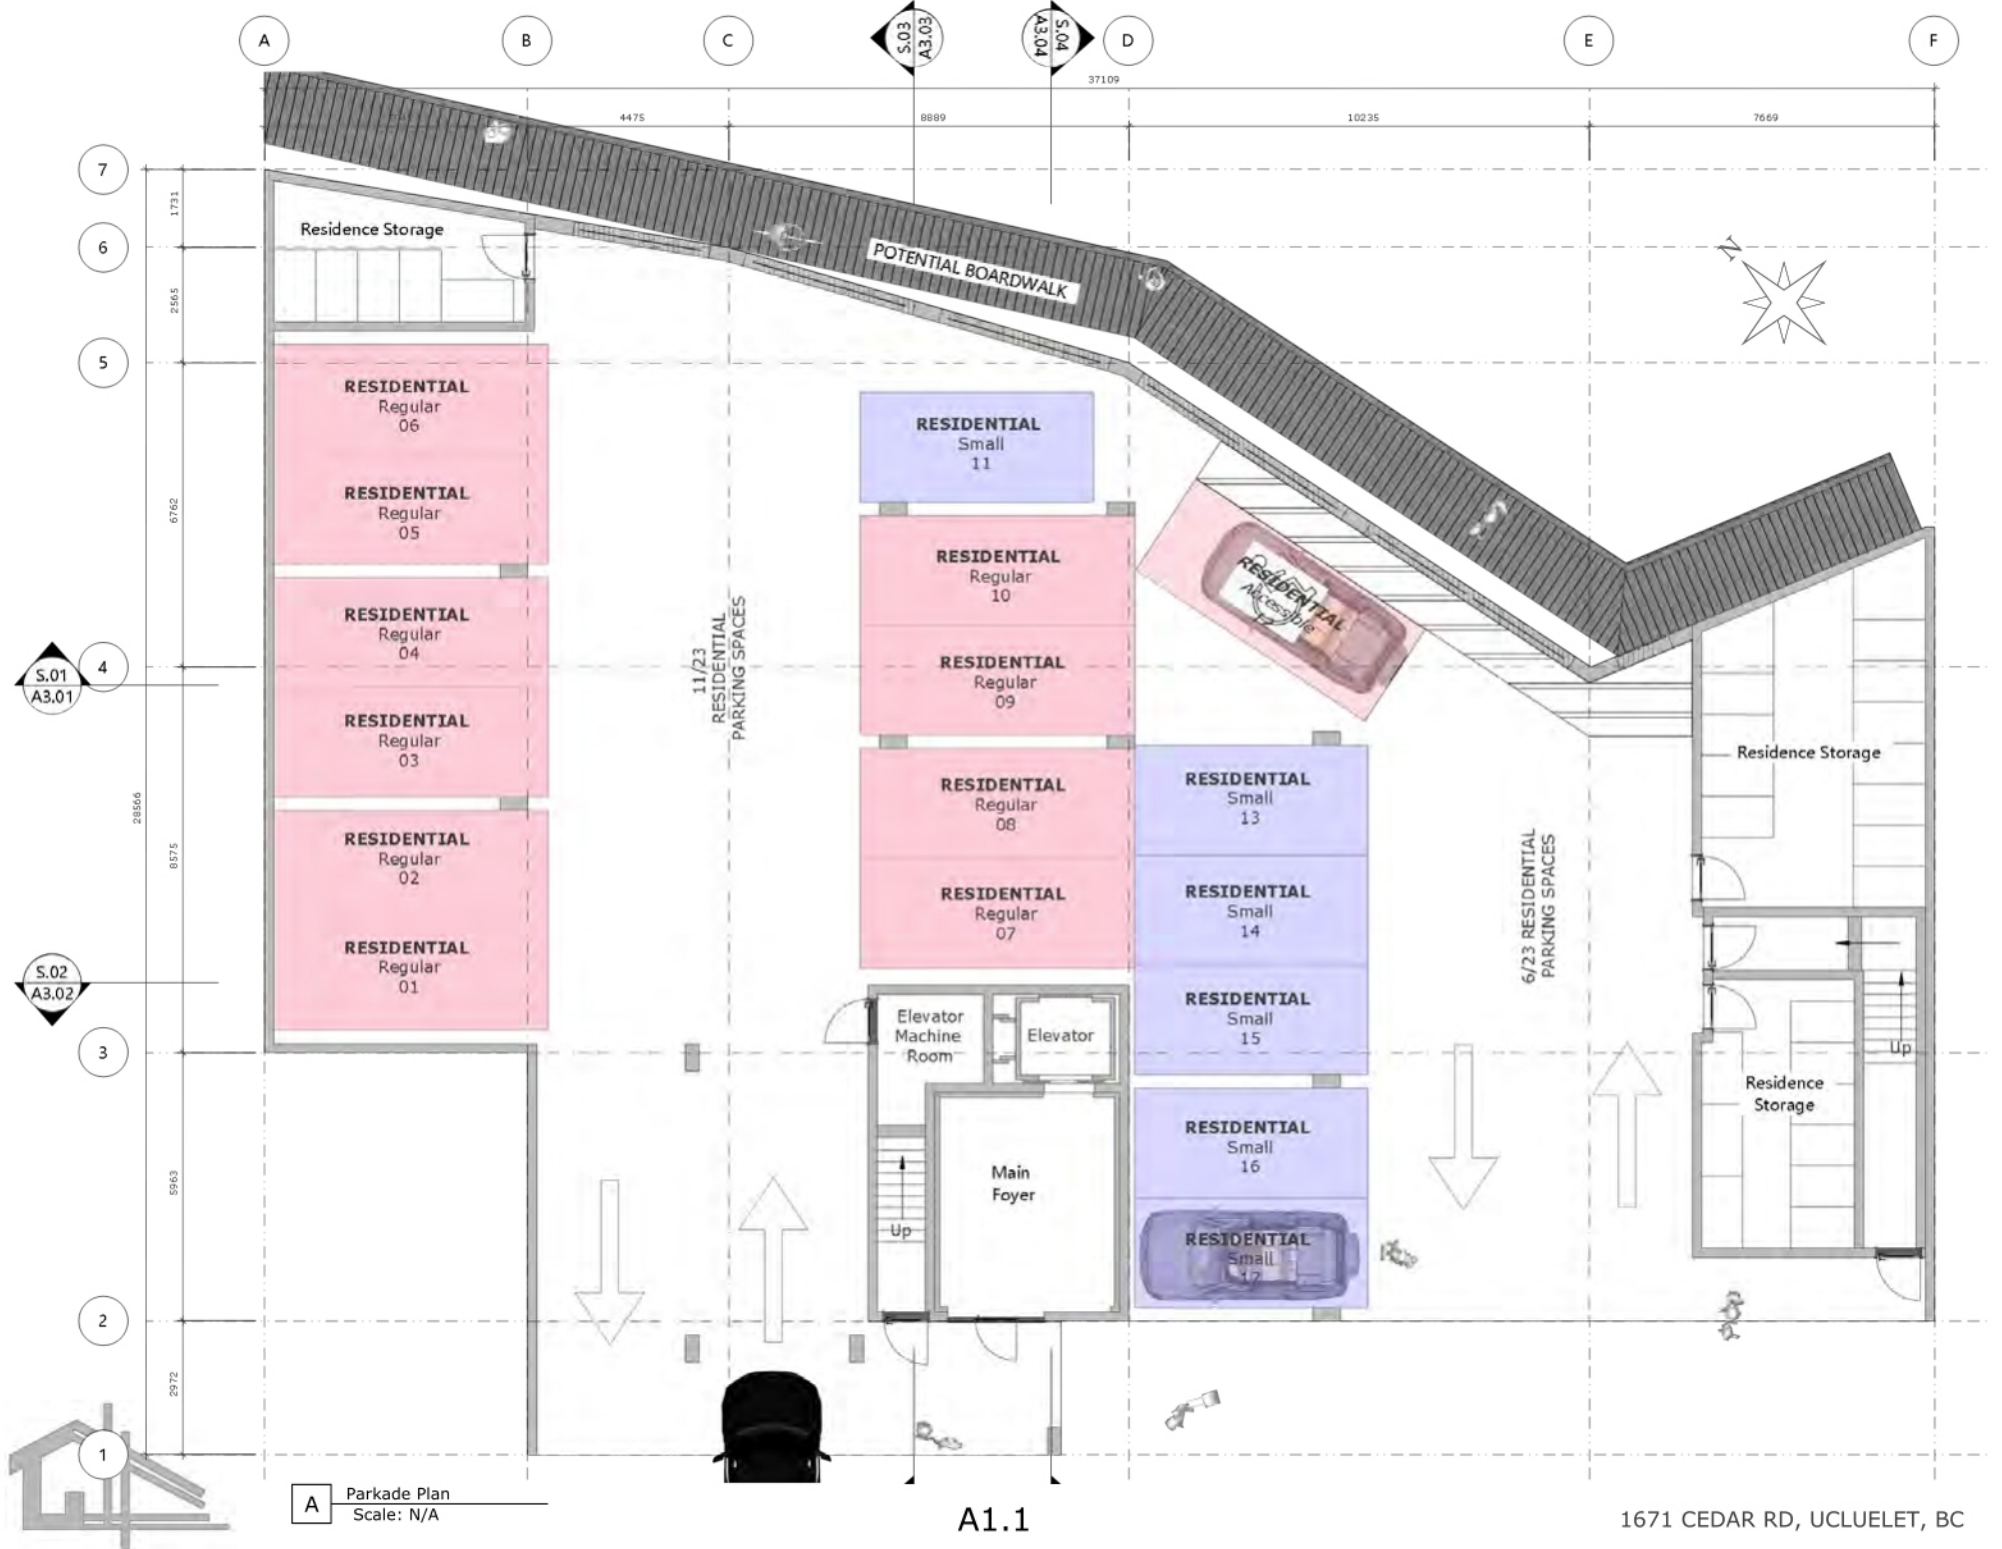 A
B
C
S.03
A3.03
S.04
A3.04
D
E
F
37109
4475
8889
10235
7669
7
1731
6
2565
5
6762
4
S.01
A3.01
28566
8575
S.02
A3.02
3
5963
2
2972
1
N
Residence Storage
POTENTIAL BOARDWALK
RESIDENTIAL
Regular
06
RESIDENTIAL
Regular
05
RESIDENTIAL
Regular
04
RESIDENTIAL
Regular
03
RESIDENTIAL
Regular
02
RESIDENTIAL
Regular
01
11/23
RESIDENTIAL
PARKING SPACES
RESIDENTIAL
Small
11
RESIDENTIAL
Regular
10
RESIDENTIAL
Regular
09
RESIDENTIAL
Regular
08
RESIDENTIAL
Regular
07
RESIDENTIAL
Accessible
RESIDENTIAL
Small
13
RESIDENTIAL
Small
14
RESIDENTIAL
Small
15
RESIDENTIAL
Small
16
RESIDENTIAL
Small
17
6/23 RESIDENTIAL
PARKING SPACES
Residence Storage
Residence
Storage
Up
Elevator
Machine
Room
Elevator
Main
Foyer
Up
A
Parkade Plan
Scale: N/A
A1.1
1671 CEDAR RD, UCLUELET, BC